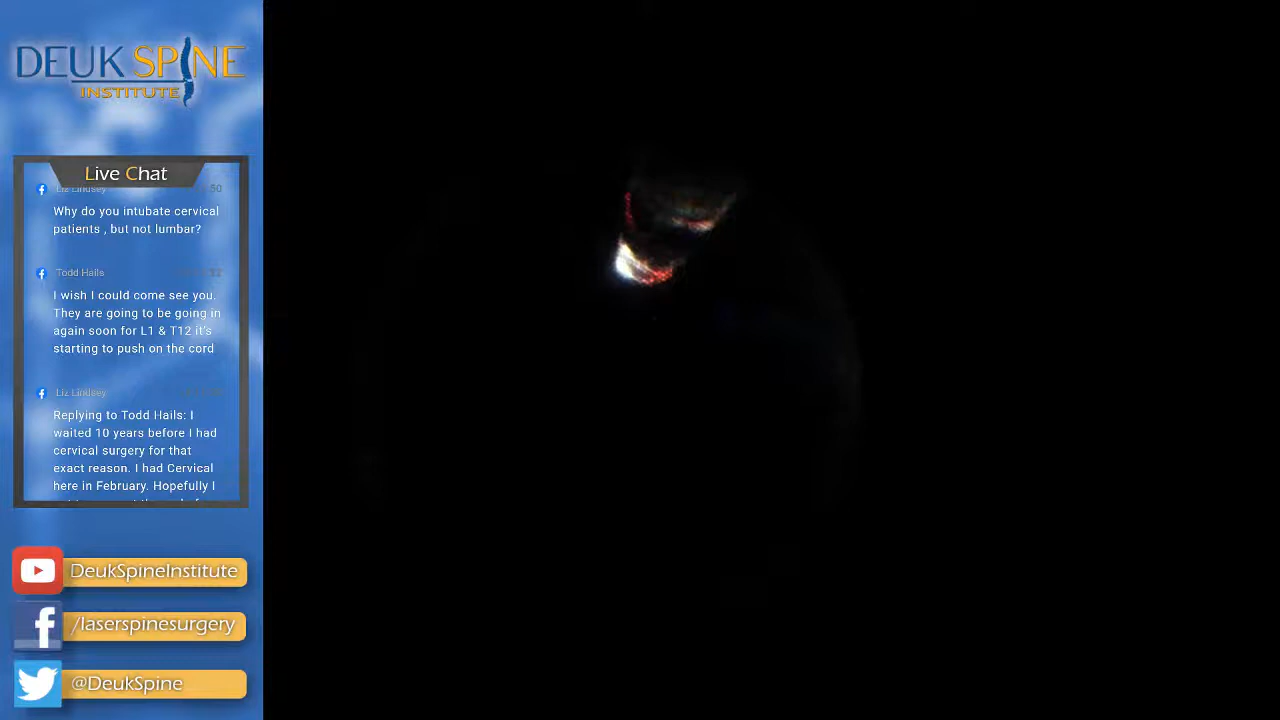 DEUK SPINE
INSTITUTE
Live Chat
Liz Lindsey
Why do you intubate cervical
patients , but not lumbar?
Todd Hails
I wish I could come see you.
They are going to be going in
again soon for L1 & T12 it's
starting to push on the cord
Liz Lindsey
Replying to Todd Hails: I
waited 10 years before I had
cervical surgery for that
exact reason. I had Cervical
here in February. Hopefully I
DeukSpineInstitute
/laserspinesurgery
@DeukSpine